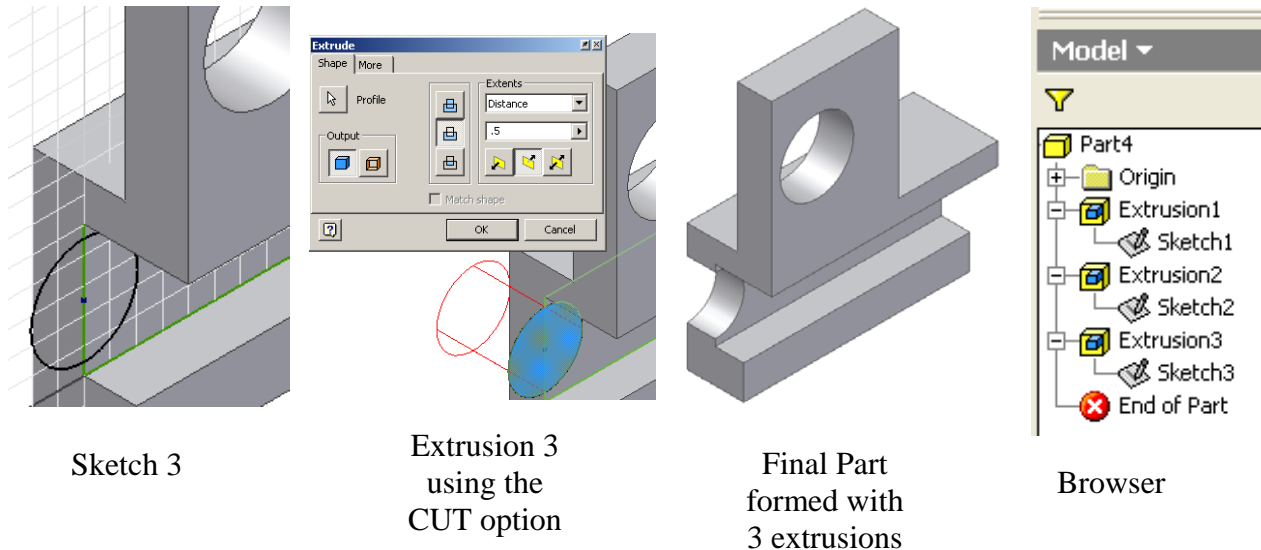 Extrude
Shape
More
Profile
Output
Extents
Distance
.5
Match shape
OK
Cancel
Model
Part4
Origin
Extrusion1
Sketch1
Extrusion2
Sketch2
Extrusion3
Sketch3
End of Part
Sketch 3
Extrusion 3
using the
CUT option
Final Part
formed with
3 extrusions
Browser